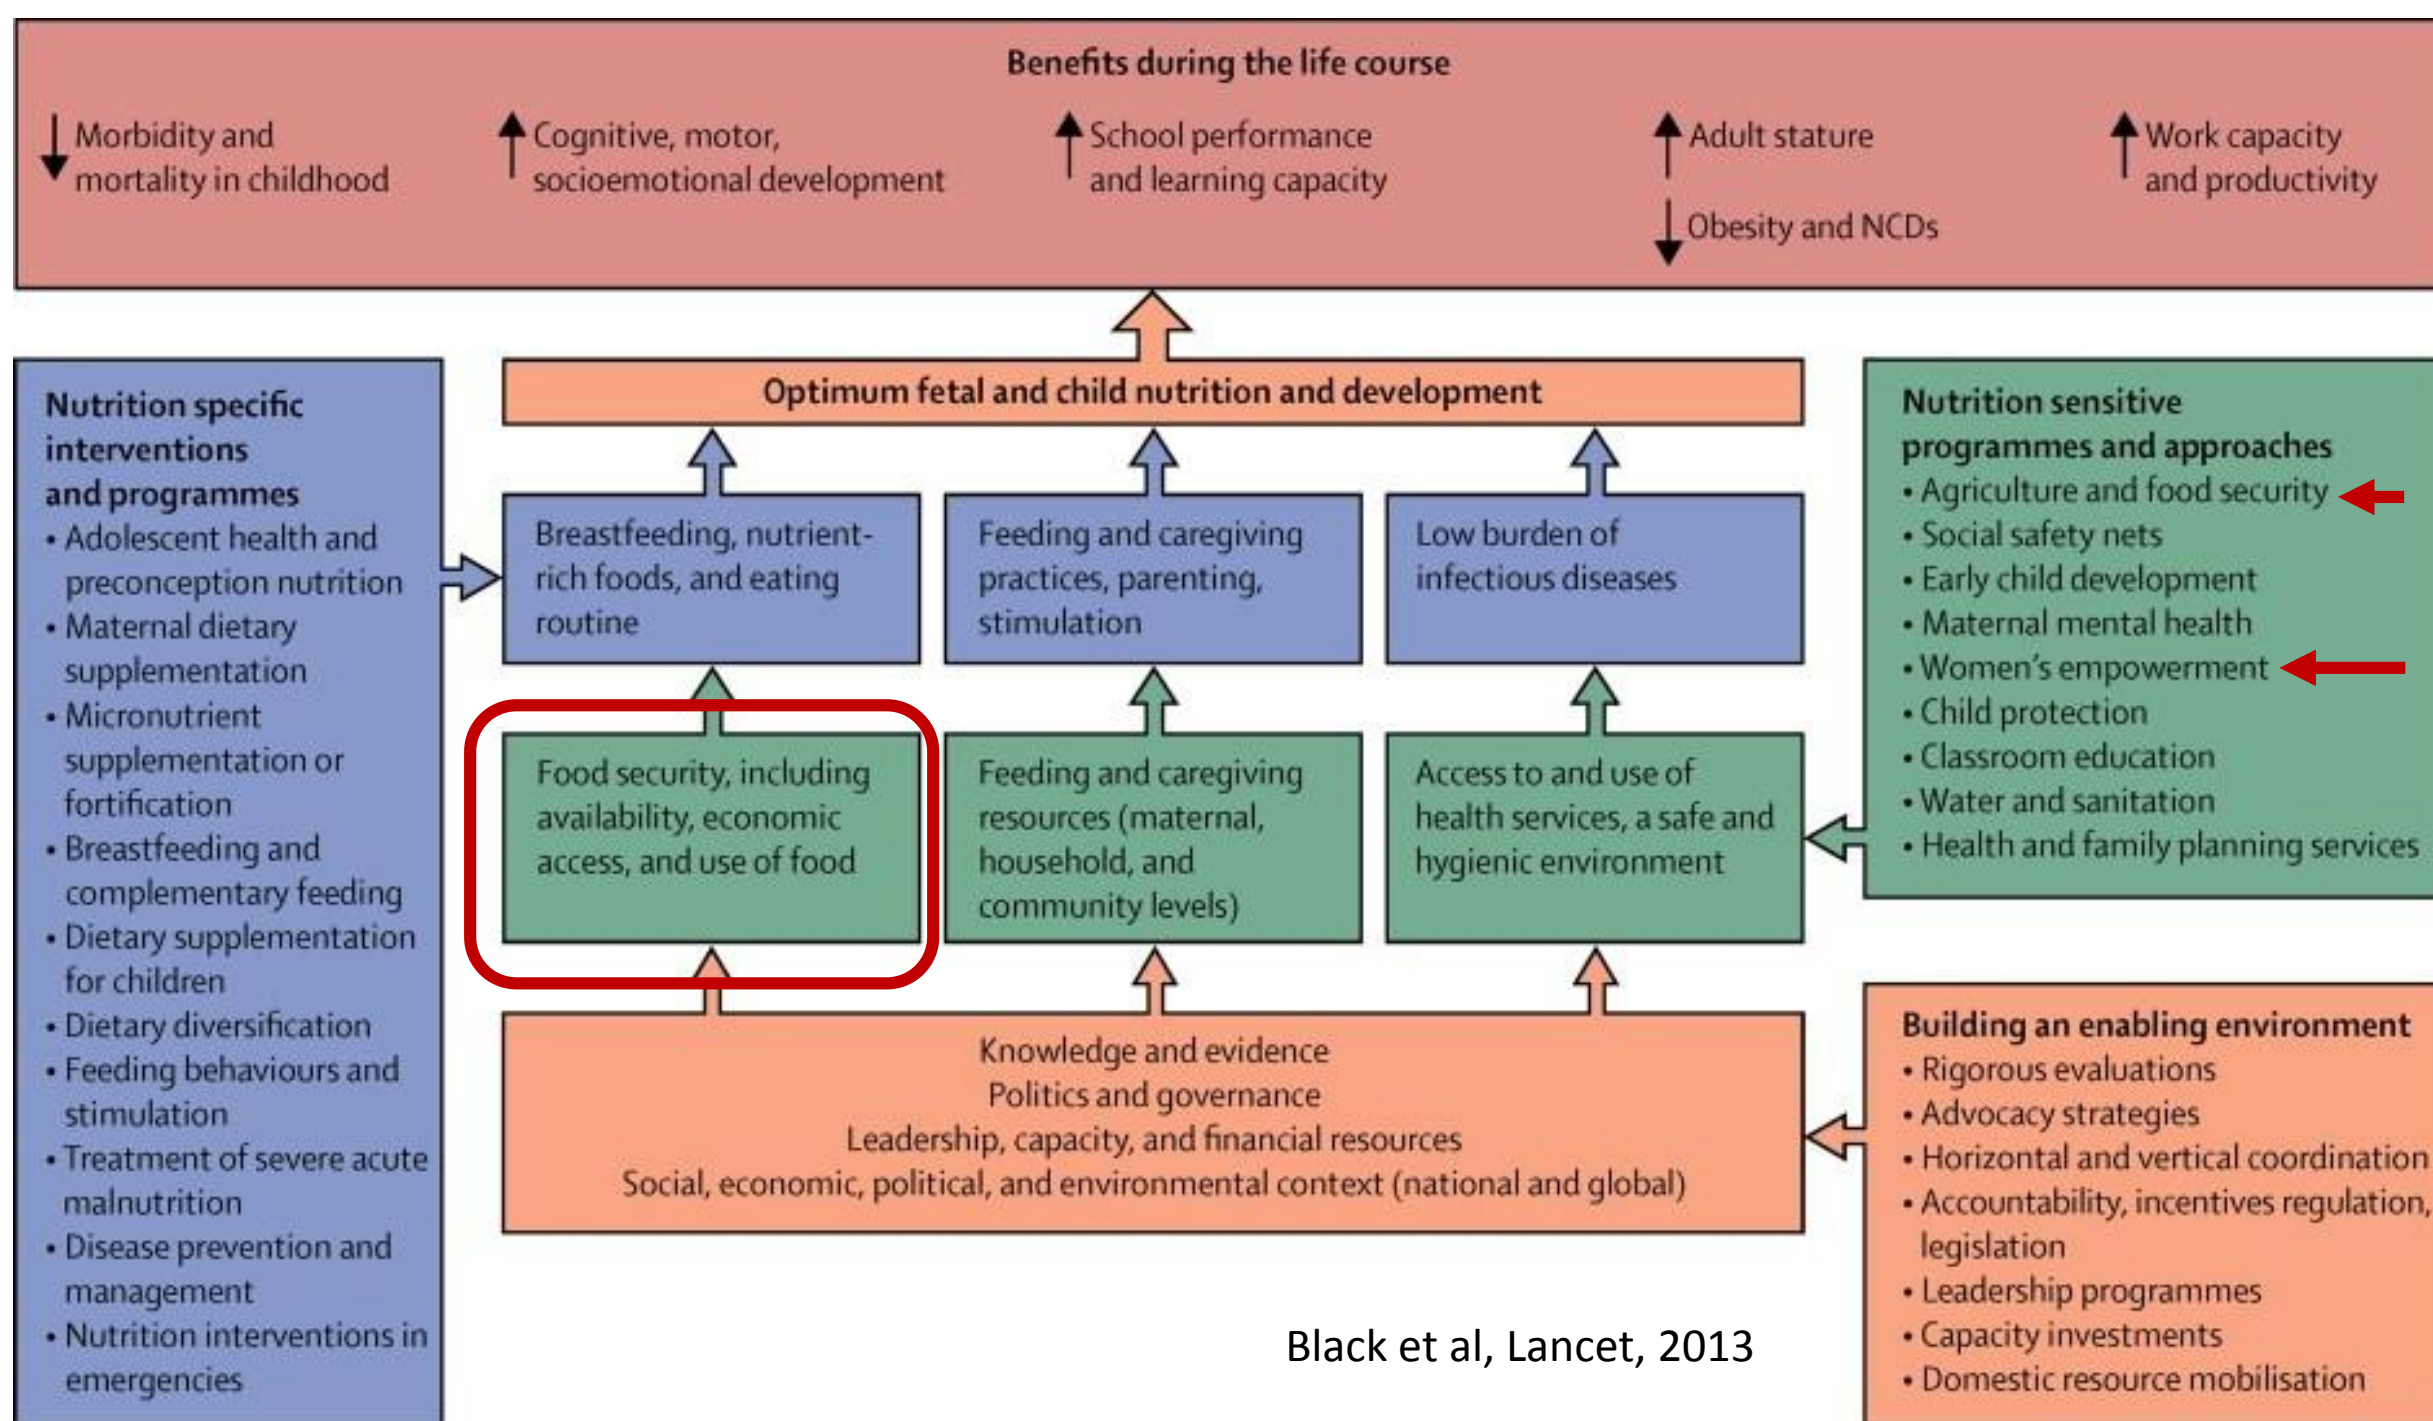 Benefits during the life course
Morbidity and
mortality in childhood
Cognitive, motor,
socioemotional development
School performance
and learning capacity
Adult stature
Obesity and NCDs
Work capacity
and productivity
Optimum fetal and child nutrition and development
Nutrition specific
interventions
and programmes
• Adolescent health and
preconception nutrition
• Maternal dietary
supplementation
• Micronutrient
supplementation or
fortification
• Breastfeeding and
complementary feeding
• Dietary supplementation
for children
• Dietary diversification
• Feeding behaviours and
stimulation
• Treatment of severe acute
malnutrition
• Disease prevention and
management
• Nutrition interventions in
emergencies
Breastfeeding, nutrient-
rich foods, and eating
routine
Feeding and caregiving
practices, parenting,
stimulation
Low burden of
infectious diseases
Food security, including
availability, economic
access, and use of food
Feeding and caregiving
resources (maternal,
household, and
community levels)
Access to and use of
health services, a safe and
hygienic environment
Knowledge and evidence
Politics and governance
Leadership, capacity, and financial resources
Social, economic, political, and environmental context (national and global)
Nutrition sensitive
programmes and approaches
• Agriculture and food security
• Social safety nets
• Early child development
• Maternal mental health
• Women's empowerment
• Child protection
• Classroom education
• Water and sanitation
• Health and family planning services
Building an enabling environment
• Rigorous evaluations
• Advocacy strategies
• Horizontal and vertical coordination
• Accountability, incentives regulation,
legislation
• Leadership programmes
• Capacity investments
• Domestic resource mobilisation
Black et al, Lancet, 2013